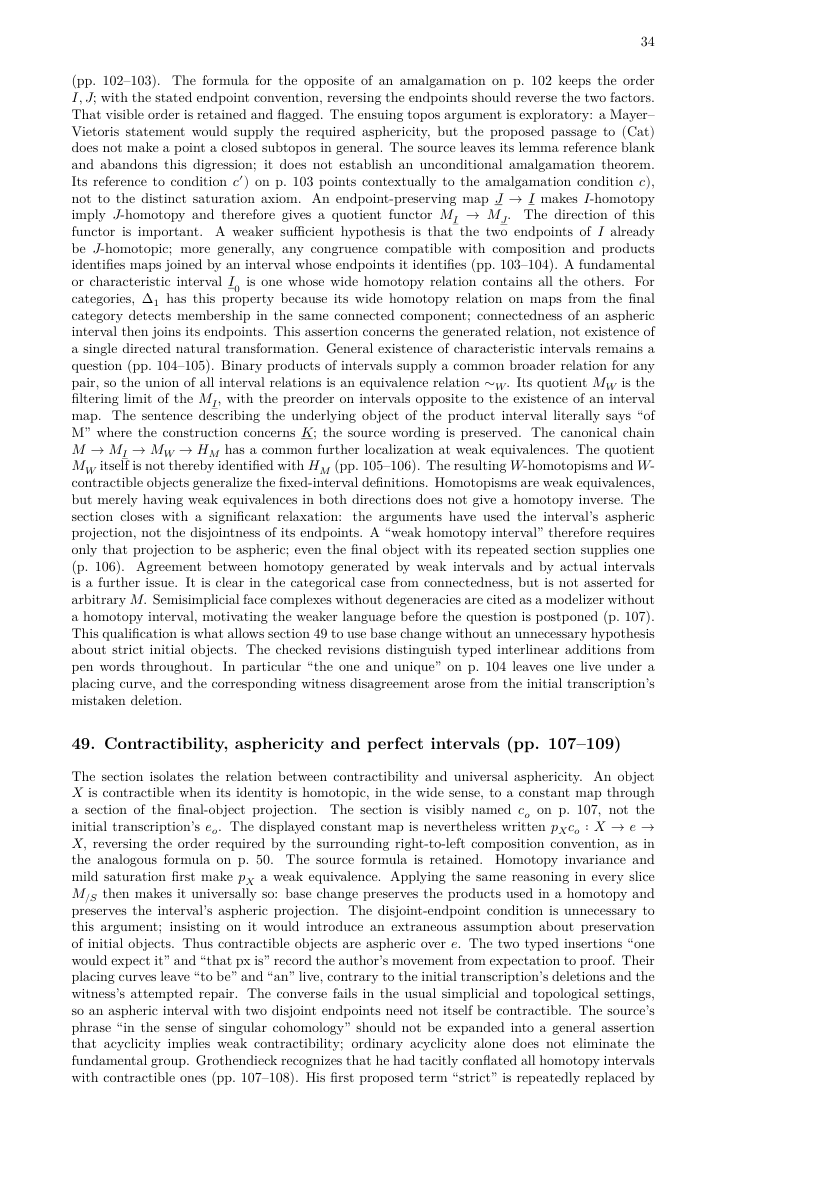 34
(pp. 102–103). The formula for the opposite of an amalgamation on p. 102 keeps the order
I, J; with the stated endpoint convention, reversing the endpoints should reverse the two factors.
That visible order is retained and flagged. The ensuing topos argument is exploratory: a Mayer–
Vietoris statement would supply the required asphericity, but the proposed passage to (Cat)
does not make a point a closed subtopos in general. The source leaves its lemma reference blank
and abandons this digression; it does not establish an unconditional amalgamation theorem.
Its reference to condition c′) on p. 103 points contextually to the amalgamation condition c),
not to the distinct saturation axiom. An endpoint-preserving map J → I makes I-homotopy
imply J-homotopy and therefore gives a quotient functor M_I → M_J. The direction of this
functor is important. A weaker sufficient hypothesis is that the two endpoints of I already
be J-homotopic; more generally, any congruence compatible with composition and products
identifies maps joined by an interval whose endpoints it identifies (pp. 103–104). A fundamental
or characteristic interval I_0 is one whose wide homotopy relation contains all the others. For
categories, Δ_1 has this property because its wide homotopy relation on maps from the final
category detects membership in the same connected component; connectedness of an aspheric
interval then joins its endpoints. This assertion concerns the generated relation, not existence of
a single directed natural transformation. General existence of characteristic intervals remains a
question (pp. 104–105). Binary products of intervals supply a common broader relation for any
pair, so the union of all interval relations is an equivalence relation ∼_W. Its quotient M_W is the
filtering limit of the M_I, with the preorder on intervals opposite to the existence of an interval
map. The sentence describing the underlying object of the product interval literally says “of
M” where the construction concerns K; the source wording is preserved. The canonical chain
M → M_I → M_W → H_M has a common further localization at weak equivalences. The quotient
M_W itself is not thereby identified with H_M (pp. 105–106). The resulting W-homotopisms and W-
contractible objects generalize the fixed-interval definitions. Homotopisms are weak equivalences,
but merely having weak equivalences in both directions does not give a homotopy inverse. The
section closes with a significant relaxation: the arguments have used the interval’s aspheric
projection, not the disjointness of its endpoints. A “weak homotopy interval” therefore requires
only that projection to be aspheric; even the final object with its repeated section supplies one
(p. 106). Agreement between homotopy generated by weak intervals and by actual intervals
is a further issue. It is clear in the categorical case from connectedness, but is not asserted for
arbitrary M. Semisimplicial face complexes without degeneracies are cited as a modelizer without
a homotopy interval, motivating the weaker language before the question is postponed (p. 107).
This qualification is what allows section 49 to use base change without an unnecessary hypothesis
about strict initial objects. The checked revisions distinguish typed interlinear additions from
pen words throughout. In particular “the one and unique” on p. 104 leaves one live under a
placing curve, and the corresponding witness disagreement arose from the initial transcription’s
mistaken deletion.
49. Contractibility, asphericity and perfect intervals (pp. 107–109)
The section isolates the relation between contractibility and universal asphericity. An object
X is contractible when its identity is homotopic, in the wide sense, to a constant map through
a section of the final-object projection. The section is visibly named c_o on p. 107, not the
initial transcription’s e_o. The displayed constant map is nevertheless written p_X c_o : X → e →
X, reversing the order required by the surrounding right-to-left composition convention, as in
the analogous formula on p. 50. The source formula is retained. Homotopy invariance and
mild saturation first make p_X a weak equivalence. Applying the same reasoning in every slice
M_/S then makes it universally so: base change preserves the products used in a homotopy and
preserves the interval’s aspheric projection. The disjoint-endpoint condition is unnecessary to
this argument; insisting on it would introduce an extraneous assumption about preservation
of initial objects. Thus contractible objects are aspheric over e. The two typed insertions “one
would expect it” and “that px is” record the author’s movement from expectation to proof. Their
placing curves leave “to be” and “an” live, contrary to the initial transcription’s deletions and the
witness’s attempted repair. The converse fails in the usual simplicial and topological settings,
so an aspheric interval with two disjoint endpoints need not itself be contractible. The source’s
phrase “in the sense of singular cohomology” should not be expanded into a general assertion
that acyclicity implies weak contractibility; ordinary acyclicity alone does not eliminate the
fundamental group. Grothendieck recognizes that he had tacitly conflated all homotopy intervals
with contractible ones (pp. 107–108). His first proposed term “strict” is repeatedly replaced by